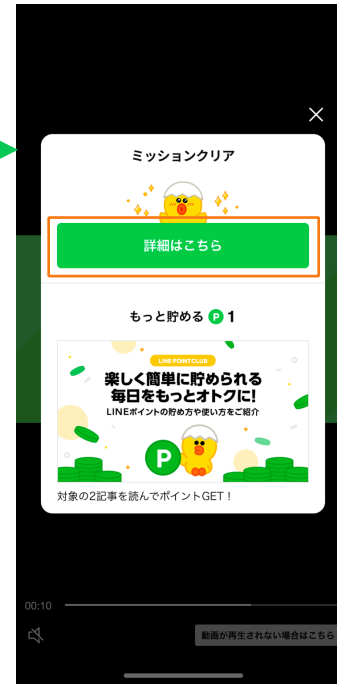 ミッションクリア
詳細はこちら
もっと貯める P 1
LINE POINT CLUB
楽しく簡単に貯められる
毎日をもっとオトクに!
LINEポイントの貯め方や使い方をご紹介
P
対象の2記事を読んでポイントGET!
00:10
動画が再生されない場合はこちら